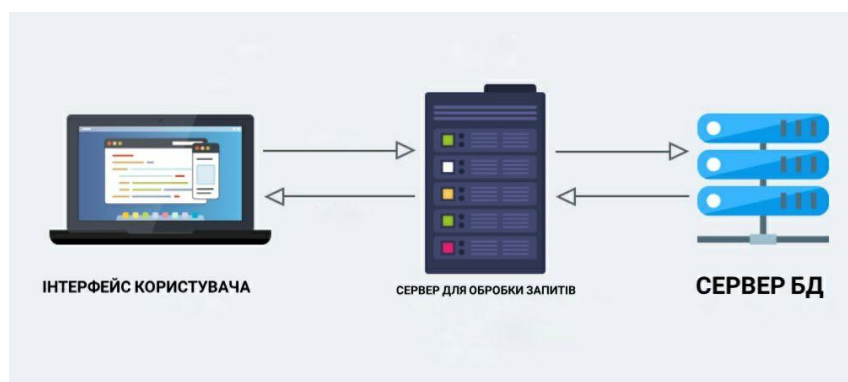 ІНТЕРФЕЙС КОРИСТУВАЧА
СЕРВЕР ДЛЯ ОБРОБКИ ЗАПИТІВ
СЕРВЕР БД